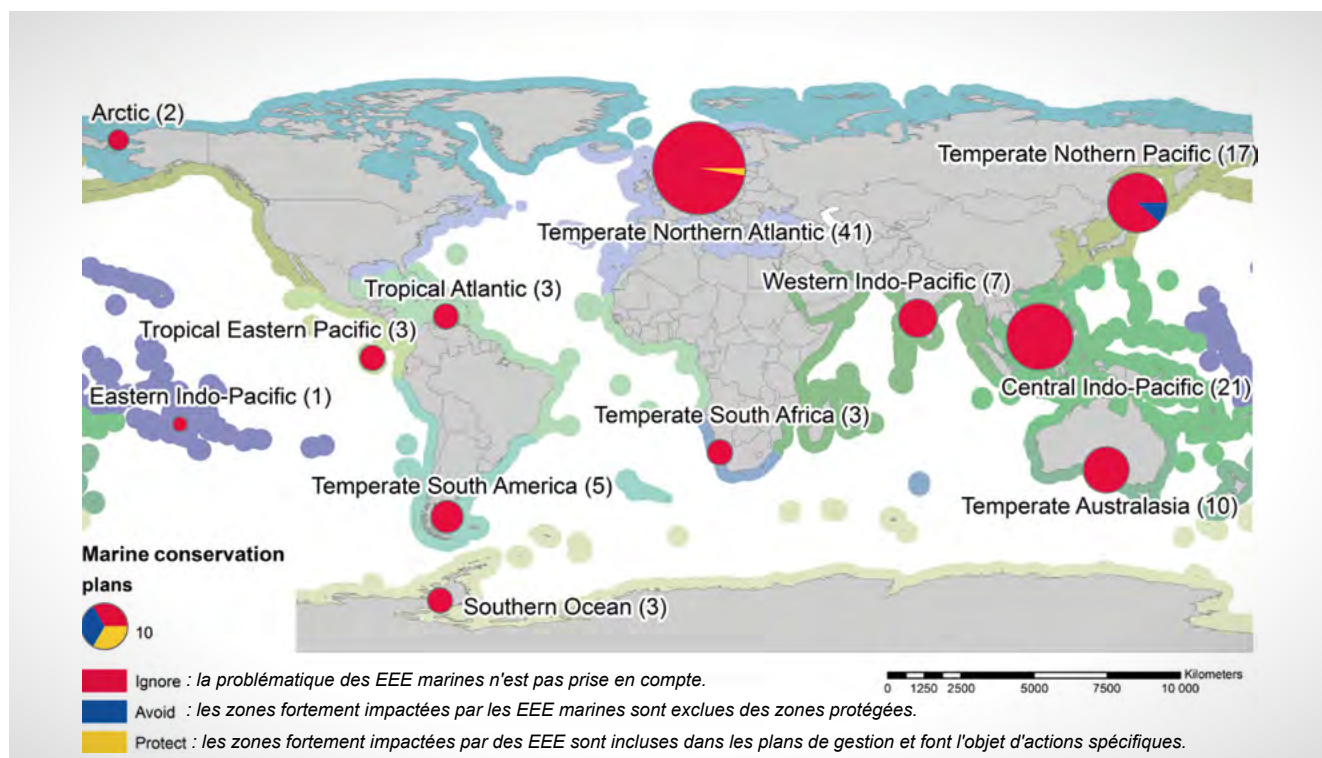 Arctic (2)
Temperate Nothern Pacific (17)
Temperate Northern Atlantic (41)
Western Indo-Pacific (7)
Tropical Atlantic (3)
Tropical Eastern Pacific (3)
Central Indo-Pacific (21)
Eastern Indo-Pacific (1)
Temperate South Africa (3)
Temperate South America (5)
Temperate Australasia (10)
Marine conservation
plans
10
Southern Ocean (3)
Kilometers
0 1250 2500 5000 7500 10 000
Ignore : la problématique des EEE marines n'est pas prise en compte.
Avoid : les zones fortement impactées par les EEE marines sont exclues des zones protégées.
Protect : les zones fortement impactées par des EEE sont incluses dans les plans de gestion et font l'objet d'actions spécifiques.